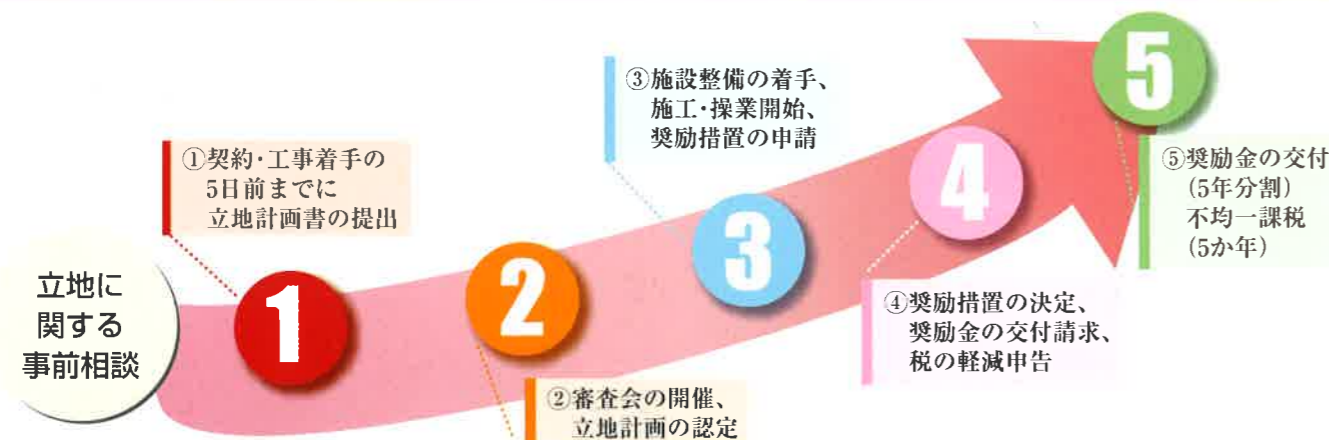 立地に
関する
事前相談
1
①契約・工事着手の
5日前までに
立地計画書の提出
2
②審査会の開催、
立地計画の認定
3
③施設整備の着手、
施工・操業開始、
奨励措置の申請
4
④奨励措置の決定、
奨励金の交付請求、
税の軽減申告
5
⑤奨励金の交付
(5年分割)
不均一課税
(5か年)